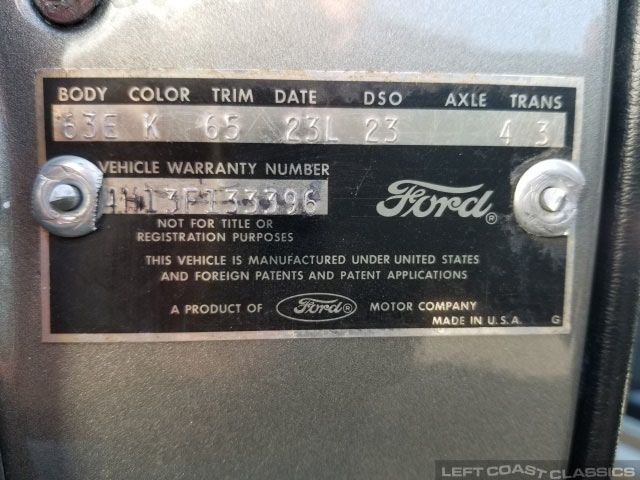 BODY COLOR TRIM DATE DSO AXLE TRANS
63E K 65 23L 23 4 3
VEHICLE WARRANTY NUMBER
Ford®
NOT FOR TITLE OR
REGISTRATION PURPOSES
THIS VEHICLE IS MANUFACTURED UNDER UNITED STATES
AND FOREIGN PATENTS AND PATENT APPLICATIONS
A PRODUCT OF Ford® MOTOR COMPANY
MADE IN U.S.A. G
LEFT COAST CLASSICS